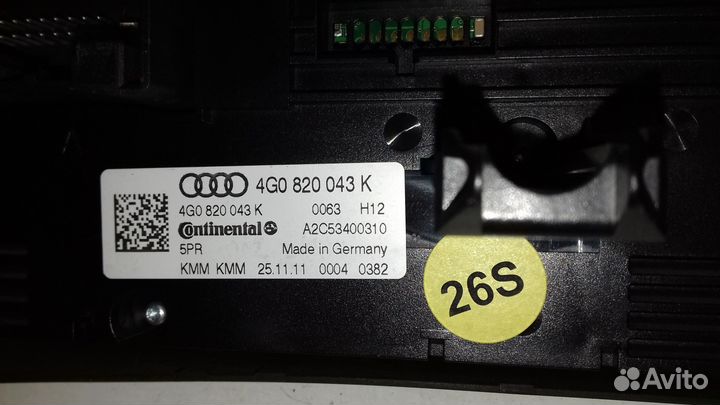 4G0 820 043 K
4G0 820 043 K 0063 H12
Continental A2C53400310
5PR Made in Germany
KMM KMM 25.11.11 0004 0382
26S
Avito